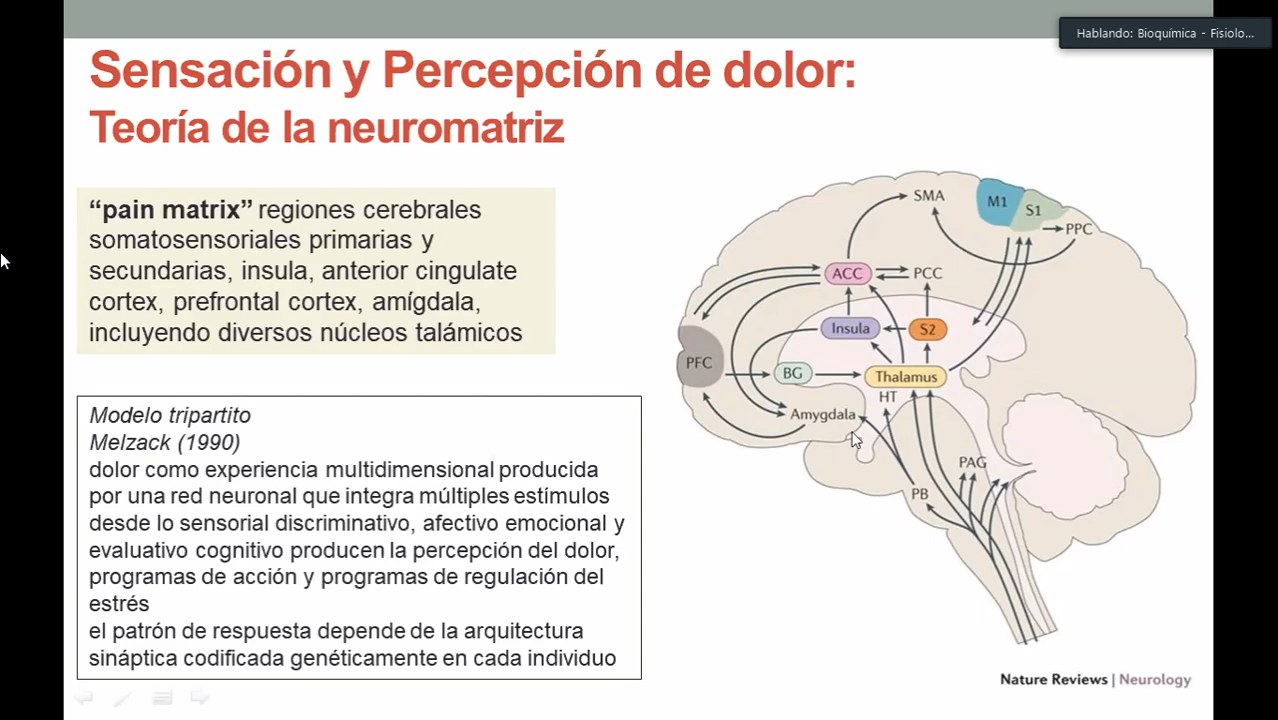 Hablando: Bioquímica - Fisiolo...
Sensación y Percepción de dolor:
Teoría de la neuromatriz
“pain matrix” regiones cerebrales
somatosensoriales primarias y
secundarias, insula, anterior cingulate
cortex, prefrontal cortex, amígdala,
incluyendo diversos núcleos talámicos
Modelo tripartito
Melzack (1990)
dolor como experiencia multidimensional producida
por una red neuronal que integra múltiples estímulos
desde lo sensorial discriminativo, afectivo emocional y
evaluativo cognitivo producen la percepción del dolor,
programas de acción y programas de regulación del
estrés
el patrón de respuesta depende de la arquitectura
sináptica codificada genéticamente en cada individuo
SMA
M1
S1
PPC
ACC
PCC
Insula
S2
PFC
BG
Thalamus
HT
Amygdala
PAG
PB
Nature Reviews | Neurology